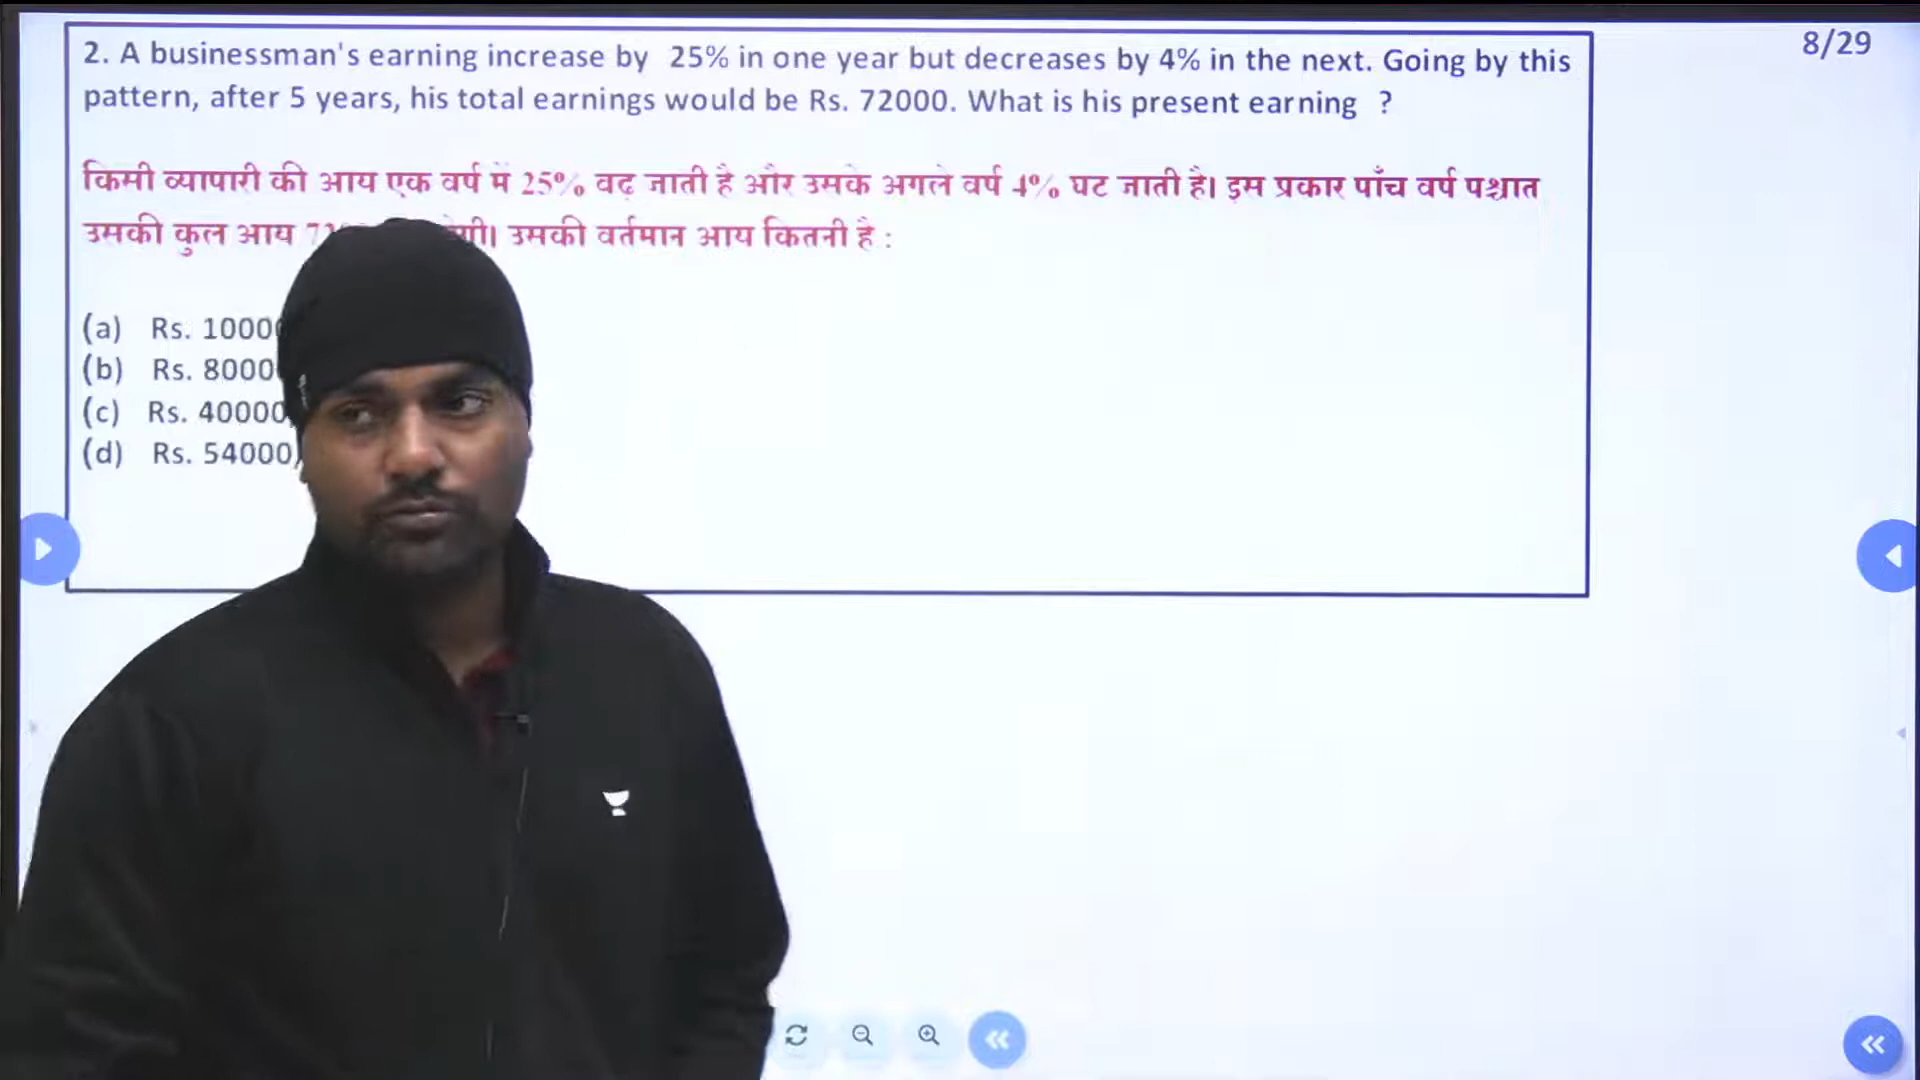 8/29
2. A businessman's earning increase by 25% in one year but decreases by 4% in the next. Going by this
pattern, after 5 years, his total earnings would be Rs. 72000. What is his present earning ?
किसी व्यापारी की आय एक वर्ष में 25% बढ़ जाती है और उसके अगले वर्ष 4% घट जाती है। इस प्रकार पाँच वर्ष पश्चात
उसकी कुल आय उसकी वर्तमान आय कितनी है :
(a) Rs.
(b) Rs.
(c) Rs. 40000
(d) Rs. 54000